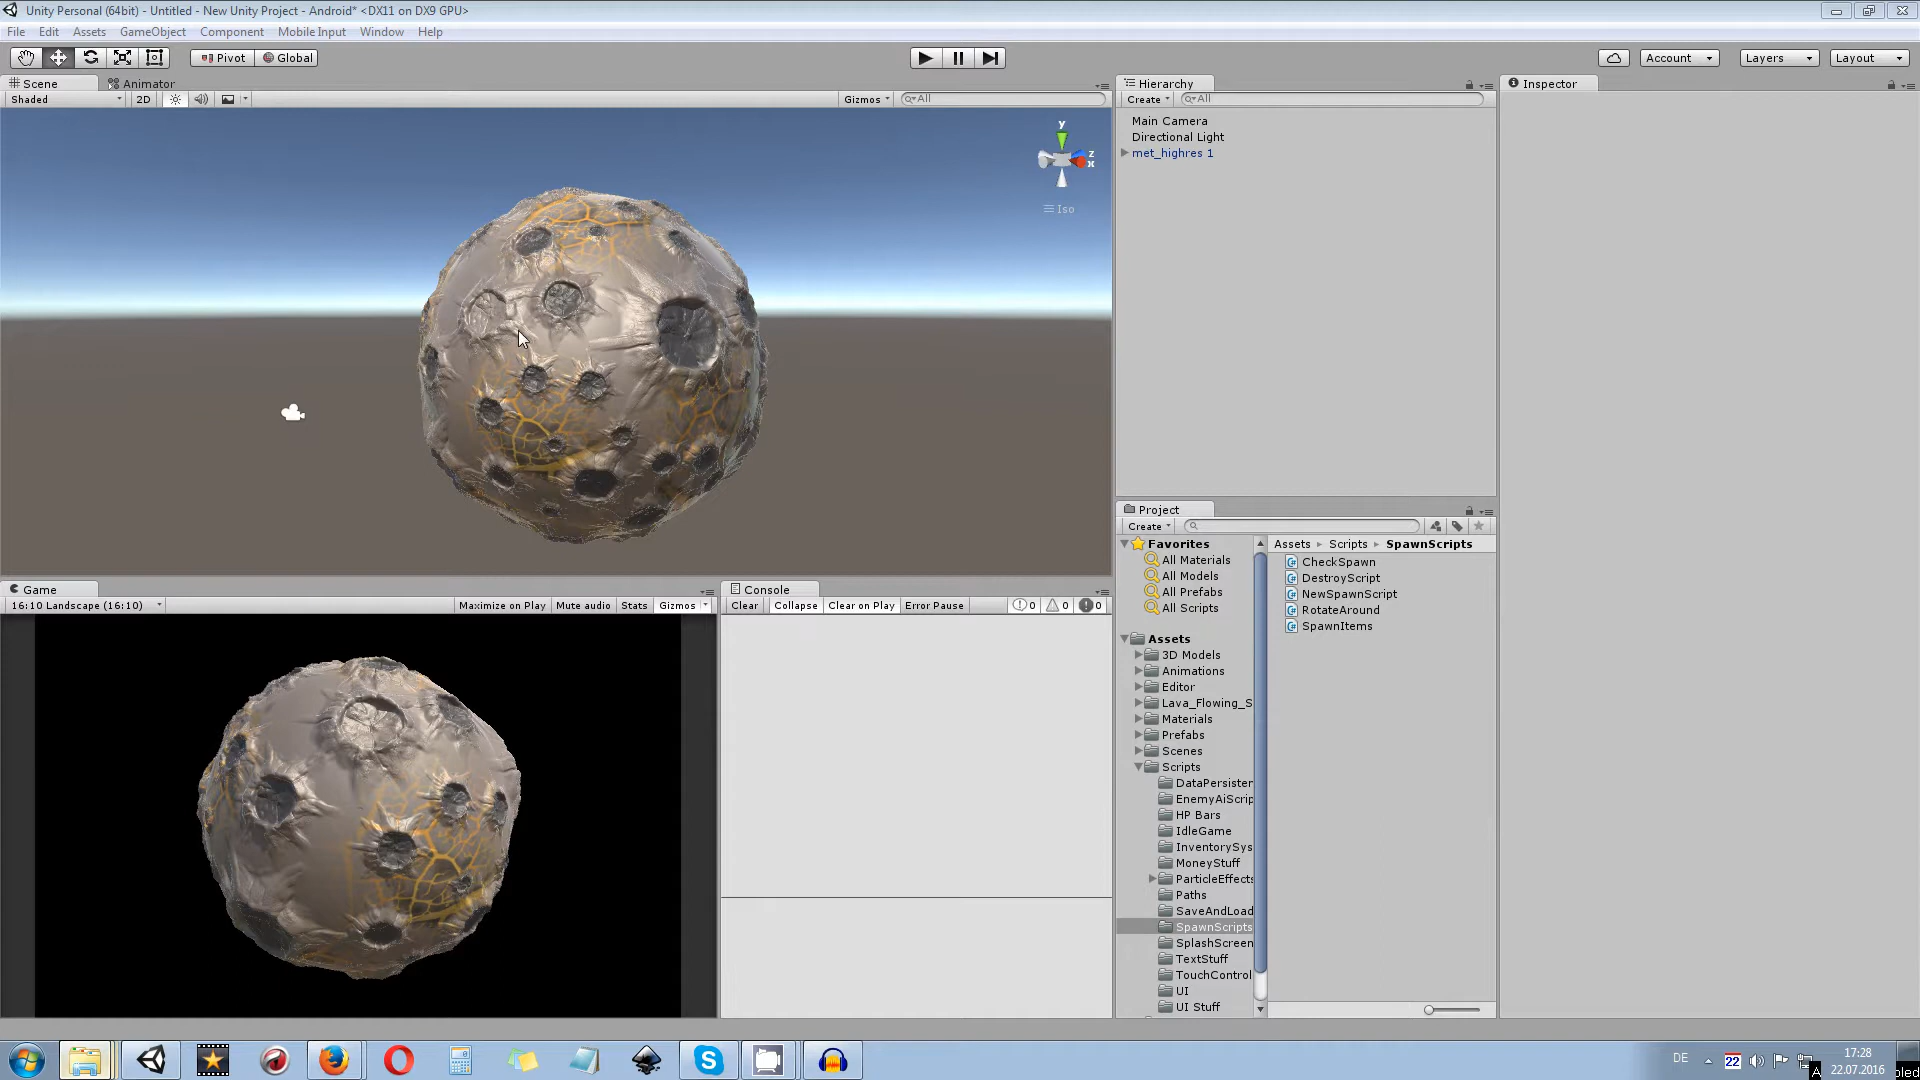 Unity Personal (64bit) - Untitled - New Unity Project - Android* <DX11 on DX9 GPU>
File Edit Assets GameObject Component Mobile Input Window Help
Pivot Global Account Layers Layout
Scene Animator
Shaded 2D Gizmos All
y
z
x
Iso
Hierarchy
Create All
Main Camera
Directional Light
met_highres 1
Inspector
Project
Create
Favorites
All Materials
All Models
All Prefabs
All Scripts
Assets
3D Models
Animations
Editor
Lava_Flowing_S
Materials
Prefabs
Scenes
Scripts
DataPersister
EnemyAiScrip
HP Bars
IdleGame
InventorySys
MoneyStuff
ParticleEffects
Paths
SaveAndLoad
SpawnScripts
SplashScreen
TextStuff
TouchControl
UI
UI Stuff
Assets Scripts SpawnScripts
CheckSpawn
DestroyScript
NewSpawnScript
RotateAround
SpawnItems
Game
16:10 Landscape (16:10) Maximize on Play Mute audio Stats Gizmos
Console
Clear Collapse Clear on Play Error Pause 0 0 0
DE 22 17:28
22.07.2016